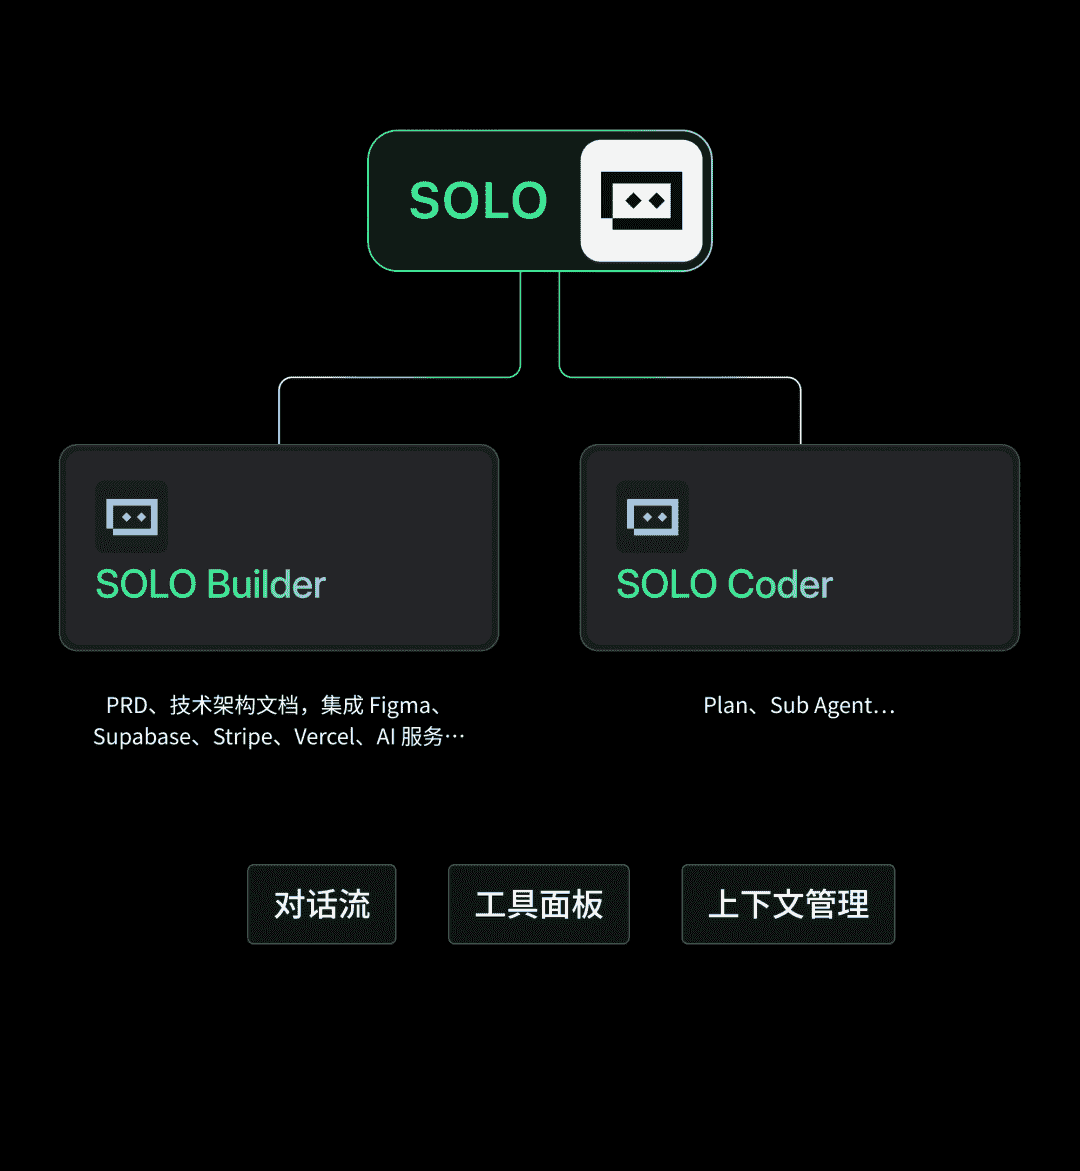 SOLO
SOLO Builder
SOLO Coder
PRD、技术架构文档，集成 Figma、
Supabase、Stripe、Vercel、AI 服务…
Plan、Sub Agent…
对话流
工具面板
上下文管理